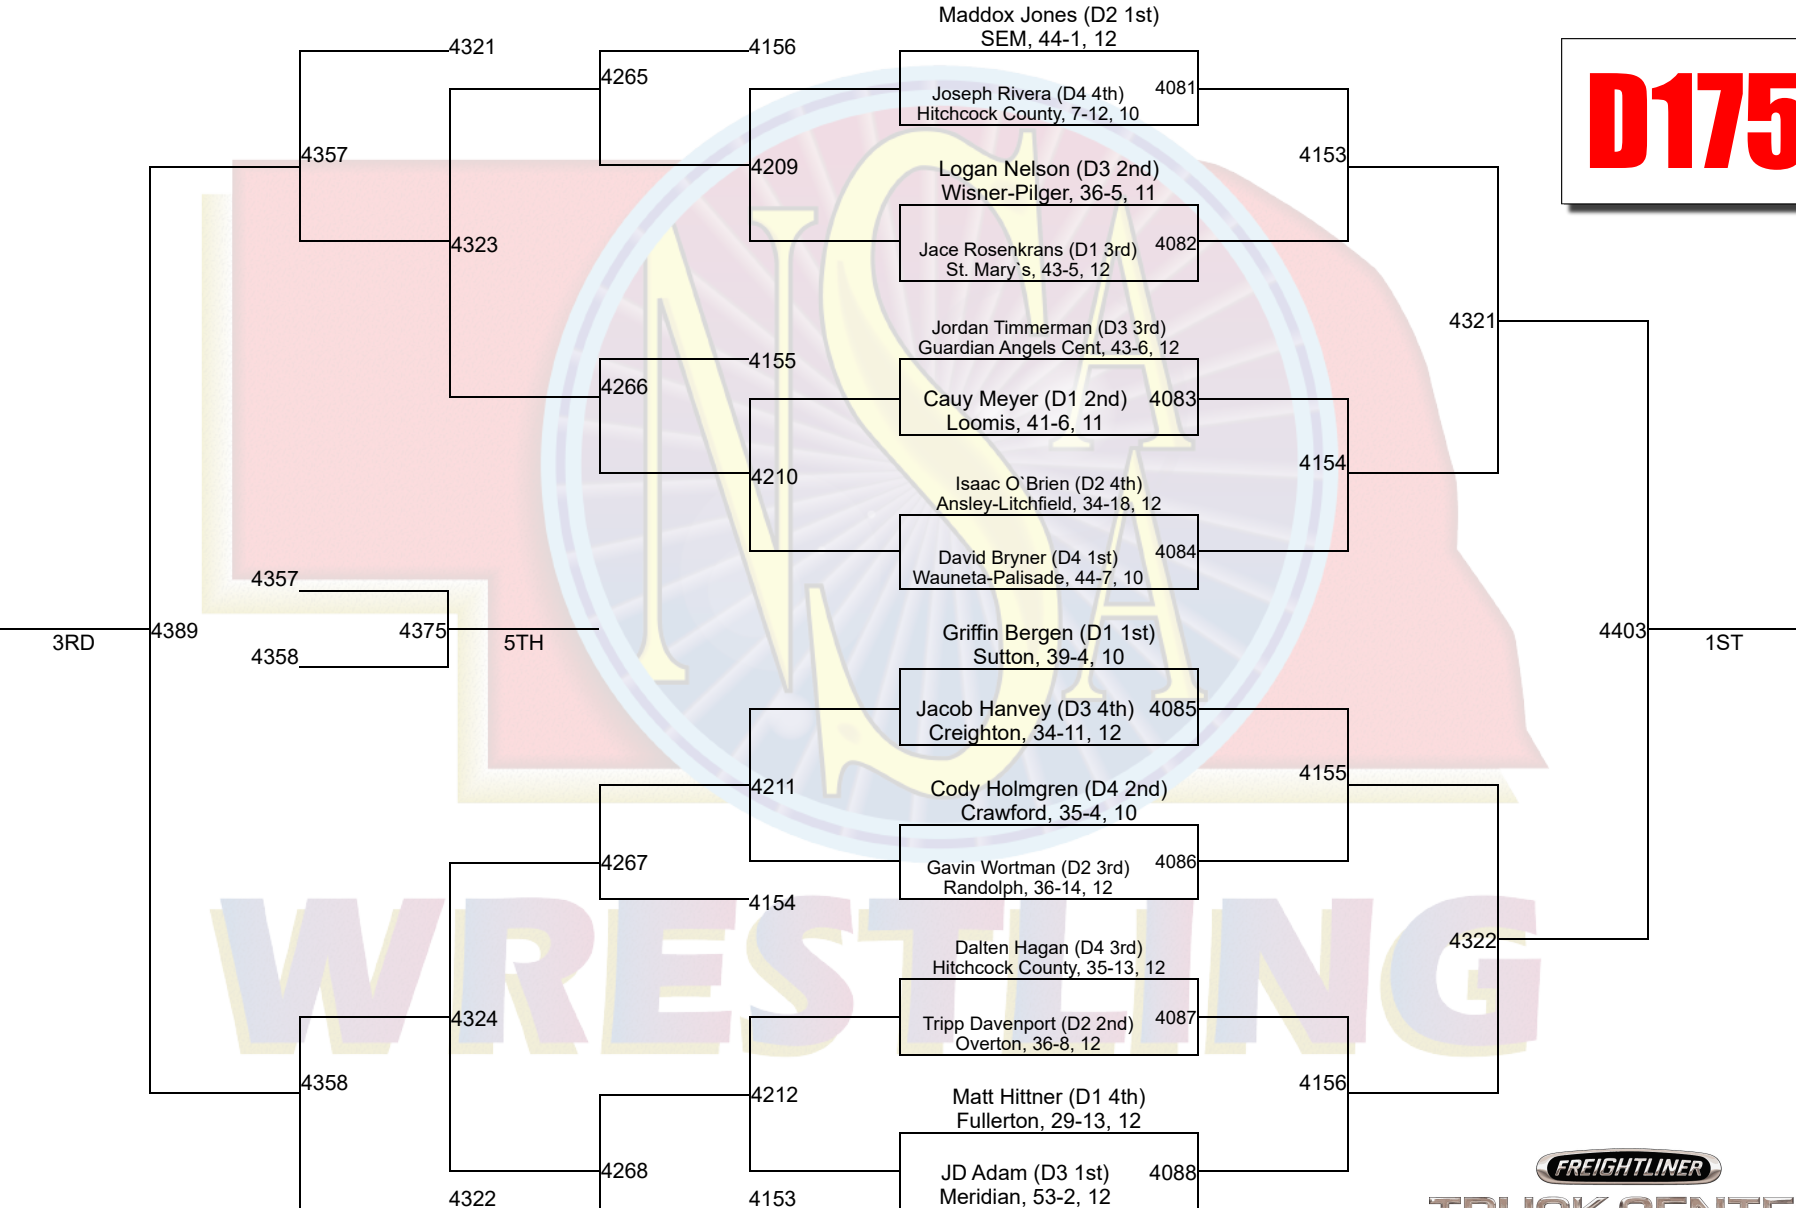 Maddox Jones (D2 1st)
SEM, 44-1, 12
4321
4156
4265
Joseph Rivera (D4 4th)
Hitchcock County, 7-12, 10
4081
D175
4357
4209
Logan Nelson (D3 2nd)
Wisner-Pilger, 36-5, 11
4153
4323
Jace Rosenkrans (D1 3rd)
St. Mary`s, 43-5, 12
4082
Jordan Timmerman (D3 3rd)
Guardian Angels Cent, 43-6, 12
4321
4155
4266
Cauy Meyer (D1 2nd)
Loomis, 41-6, 11
4083
4210
Isaac O`Brien (D2 4th)
Ansley-Litchfield, 34-18, 12
4154
David Bryner (D4 1st)
Wauneta-Palisade, 44-7, 10
4084
4357
3RD
4389
4375
5TH
4358
Griffin Bergen (D1 1st)
Sutton, 39-4, 10
4403
1ST
Jacob Hanvey (D3 4th)
Creighton, 34-11, 12
4085
4211
Cody Holmgren (D4 2nd)
Crawford, 35-4, 10
4155
4267
Gavin Wortman (D2 3rd)
Randolph, 36-14, 12
4086
4154
NSAA
WRESTLING
Dalten Hagan (D4 3rd)
Hitchcock County, 35-13, 12
4322
4324
Tripp Davenport (D2 2nd)
Overton, 36-8, 12
4087
4358
4212
Matt Hittner (D1 4th)
Fullerton, 29-13, 12
4156
4268
JD Adam (D3 1st)
Meridian, 53-2, 12
4088
4322
4153
FREIGHTLINER
TRUCK CENTE